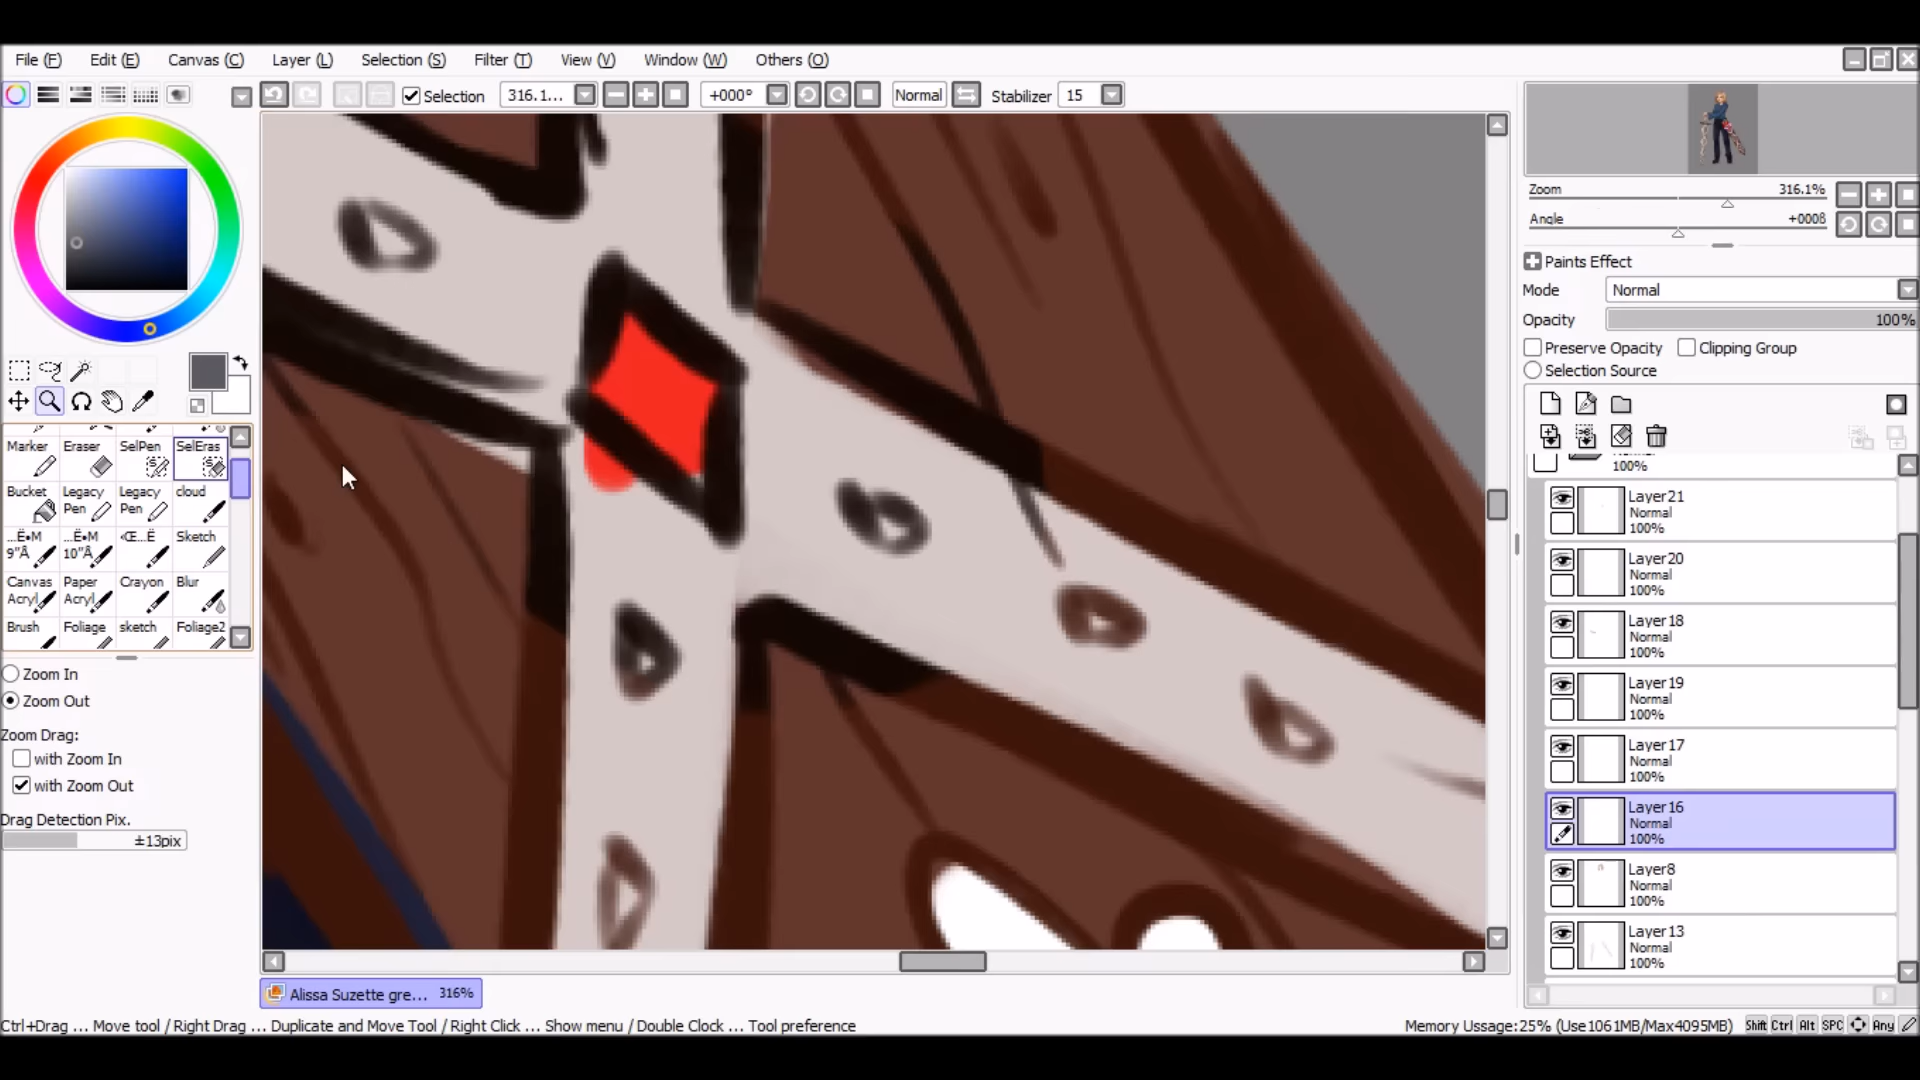 File (F) Edit (E) Canvas (C) Layer (L) Selection (S) Filter (T) View (V) Window (W) Others (O)
Selection 316.1... +000° Normal Stabilizer 15
Zoom 316.1%
Angle +000ß
Paints Effect
Mode Normal
Opacity 100%
Preserve Opacity Clipping Group
Selection Source
Marker Eraser SelPen SelEras
Bucket Legacy Pen Legacy Pen cloud
...Ë•M 9"Â ...Ë•M 10"Â ‹Œ...Ë Sketch
Canvas Acryl Paper Acryl Crayon Blur
Brush Foliage sketch Foliage2
Zoom In
Zoom Out
Zoom Drag:
with Zoom In
with Zoom Out
Drag Detection Pix.
±13pix
100%
Layer21
Normal
100%
Layer20
Normal
100%
Layer18
Normal
100%
Layer19
Normal
100%
Layer17
Normal
100%
Layer16
Normal
100%
Layer8
Normal
100%
Layer13
Normal
100%
Alissa Suzette gre... 316%
Ctrl+Drag ... Move tool / Right Drag ... Duplicate and Move Tool / Right Click ... Show menu / Double Clock ... Tool preference
Memory Ussage:25% (Use1061MB/Max4095MB) Shift Ctrl Alt SPC Any